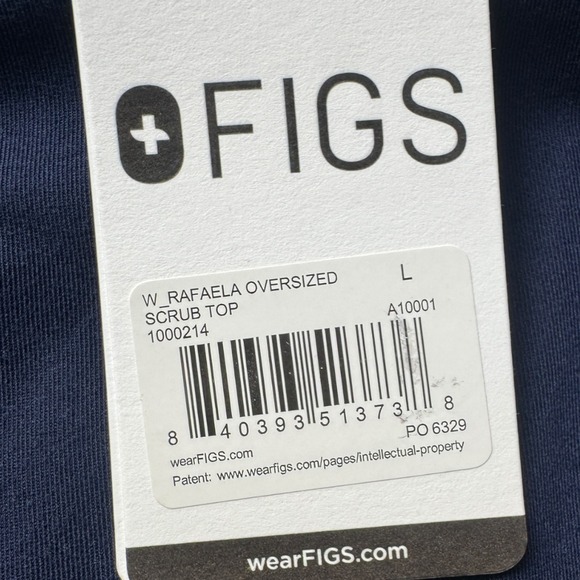 FIGS
W_RAFAELA OVERSIZED L
SCRUB TOP
1000214 A10001
8 40393 51373 8
wearFIGS.com PO 6329
Patent: www.wearfigs.com/pages/intellectual-property
wearFIGS.com